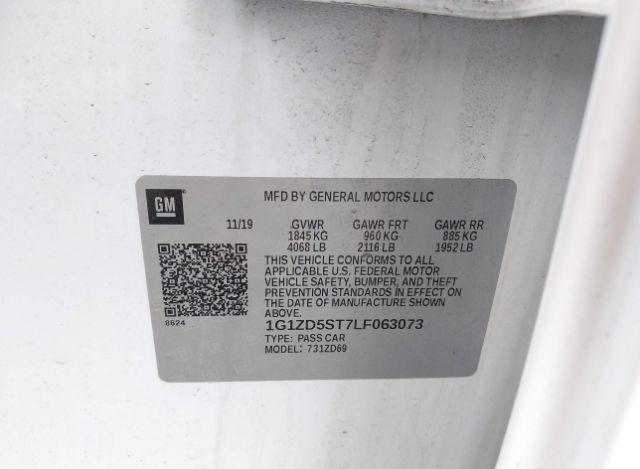 GM
MFD BY GENERAL MOTORS LLC
11/19 GVWR GAWR FRT GAWR RR
1845 KG 960 KG 885 KG
4068 LB 2116 LB 1952 LB
THIS VEHICLE CONFORMS TO ALL
APPLICABLE U.S. FEDERAL MOTOR
VEHICLE SAFETY, BUMPER, AND THEFT
PREVENTION STANDARDS IN EFFECT ON
THE DATE OF MANUFACTURE SHOWN
ABOVE.
8624
1G1ZD5ST7LF063073
TYPE: PASS CAR
MODEL: 731ZD69